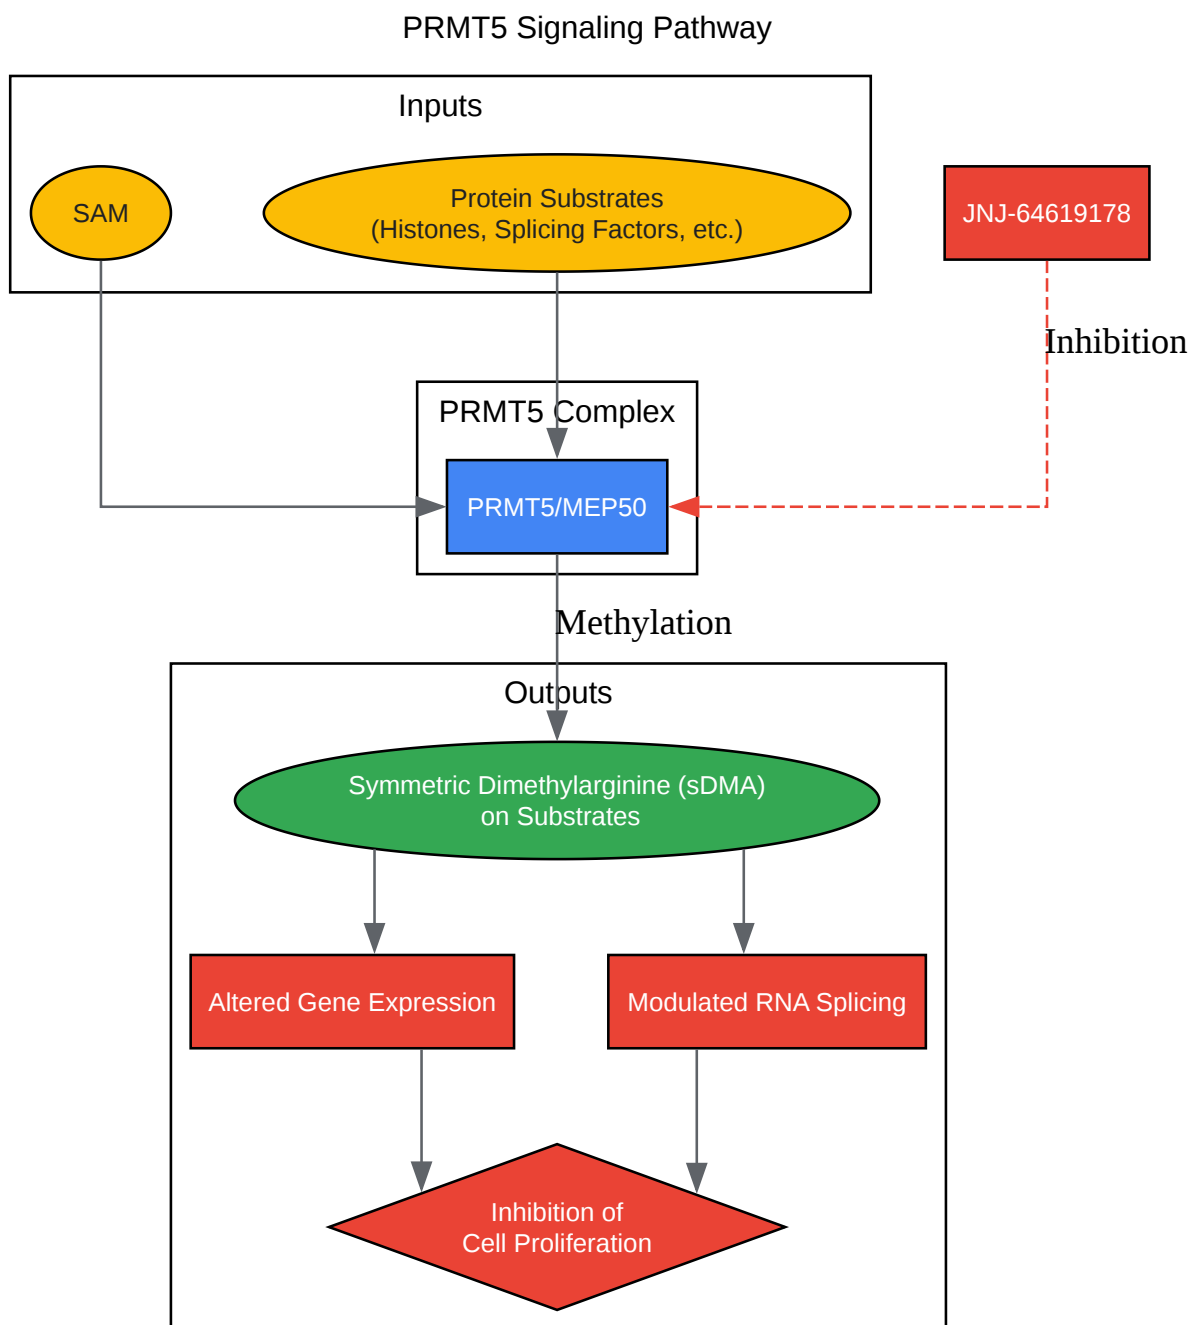 PRMT5 Signaling Pathway
Inputs
SAM
Protein Substrates
(Histones, Splicing Factors, etc.)
JNJ-64619178
Inhibition
PRMT5 Complex
PRMT5/MEP50
Methylation
Outputs
Symmetric Dimethylarginine (sDMA)
on Substrates
Altered Gene Expression
Modulated RNA Splicing
Inhibition of
Cell Proliferation